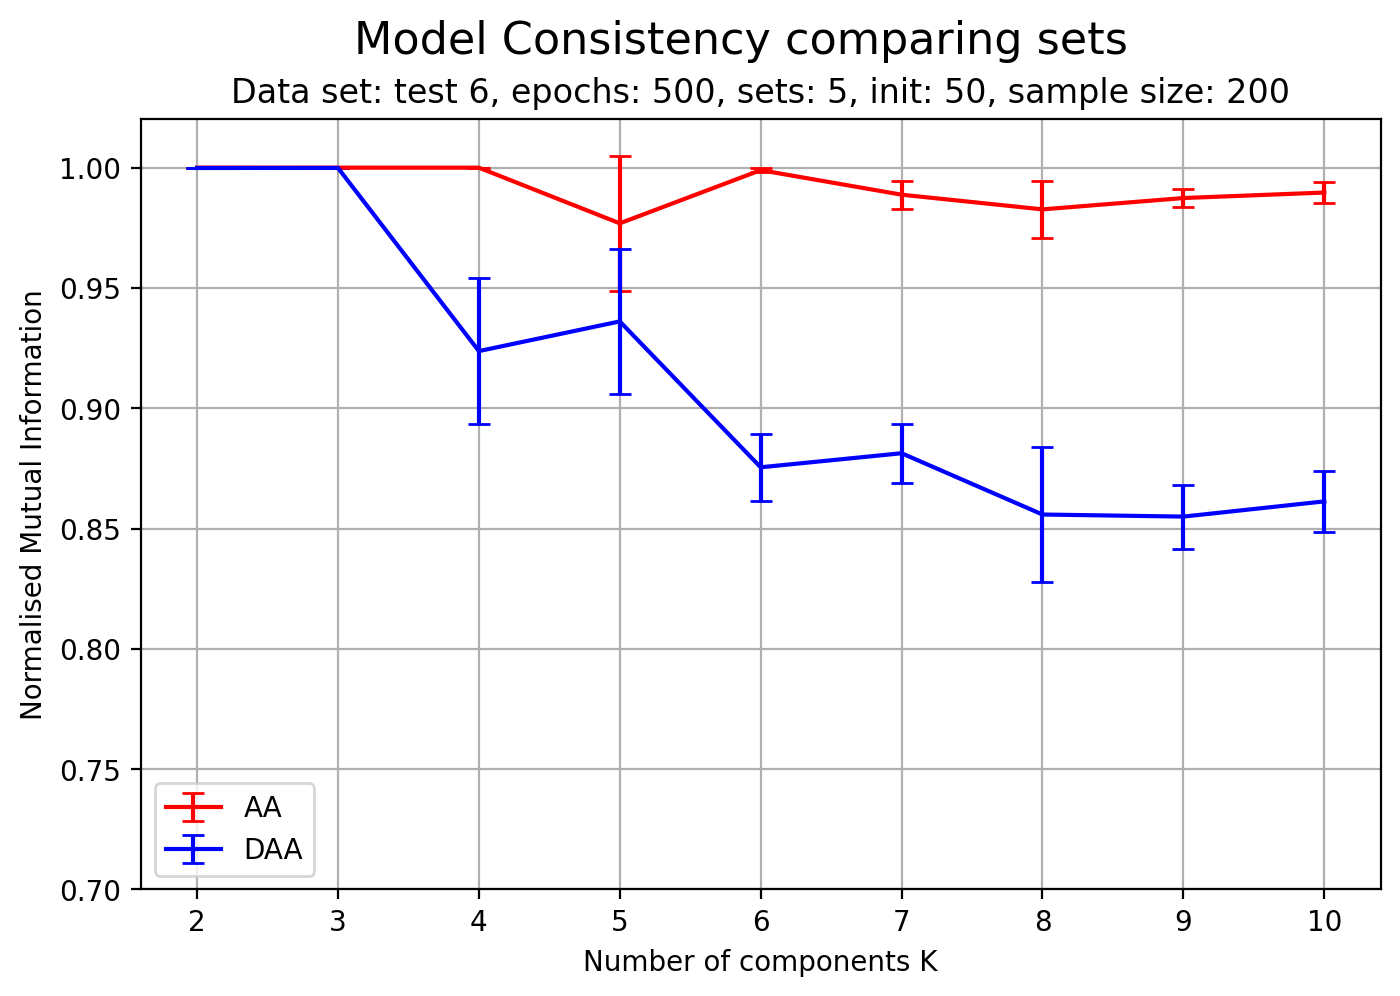 Model Consistency comparing sets
Data set: test 6, epochs: 500, sets: 5, init: 50, sample size: 200
Normalised Mutual Information
1.00
0.95
0.90
0.85
0.80
0.75
0.70
AA
DAA
2 3 4 5 6 7 8 9 10
Number of components K